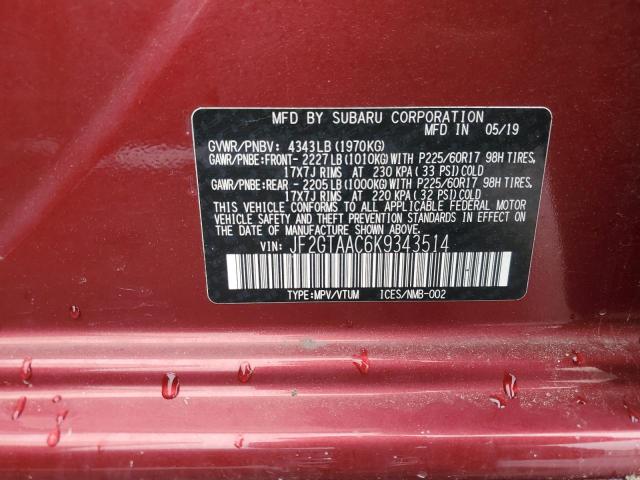 MFD BY SUBARU CORPORATION
MFD IN 05/19
GVWR/PNBV: 4343LB(1970KG)
GAWR/PNBE:FRONT- 2227LB(1010KG)WITH P225/60R17 98H TIRES,
17X7J RIMS AT 230 KPA (33 PSI)COLD
GAWR/PNBE:REAR - 2205LB(1000KG)WITH P225/60R17 98H TIRES,
17X7J RIMS AT 220 KPA (32 PSI)COLD
THIS VEHICLE CONFORMS TO ALL APPLICABLE FEDERAL MOTOR
VEHICLE SAFETY AND THEFT PREVENTION STANDARDS IN EFFECT ON
THE DATE OF MANUFACTURE SHOWN ABOVE.
VIN: JF2GTAAC6K9343514
TYPE:MPV/VTUM ICES/NMB-002